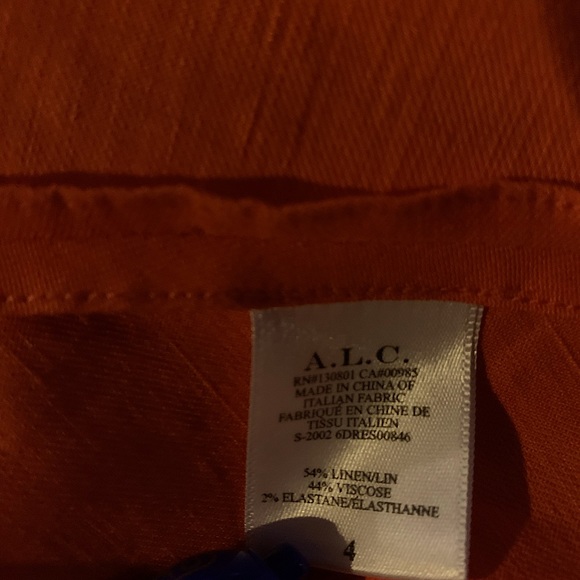 A.L.C.
RN#130801 CA#00985
MADE IN CHINA OF
ITALIAN FABRIC
FABRIQUÉ EN CHINE DE
TISSU ITALIEN
S-2002 6DRES00846
54% LINEN/LIN
44% VISCOSE
2% ELASTANE/ÉLASTHANNE
4